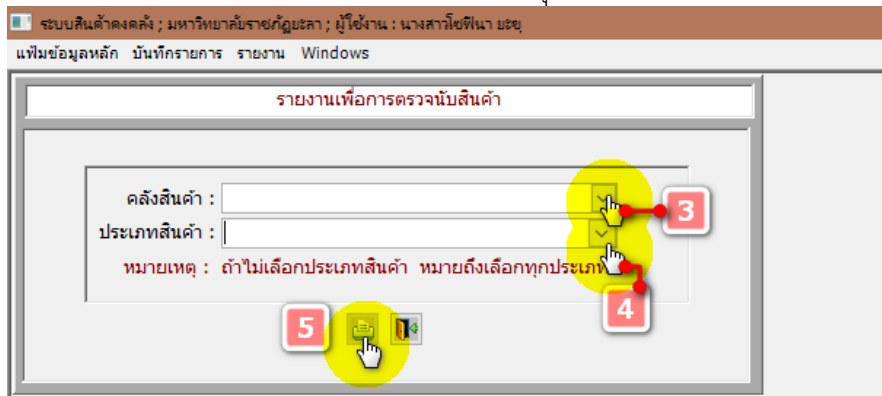 ระบบสินค้าคงคลัง ; มหาวิทยาลัยราชภัฏยะลา ; ผู้ใช้งาน : นางสาวโซฟีนา ยะขุ
แฟ้มข้อมูลหลัก บันทึกรายการ รายงาน Windows
รายงานเพื่อการตรวจนับสินค้า
คลังสินค้า :
3
ประเภทสินค้า :
หมายเหตุ : ถ้าไม่เลือกประเภทสินค้า หมายถึงเลือกทุกประเภท
4
5